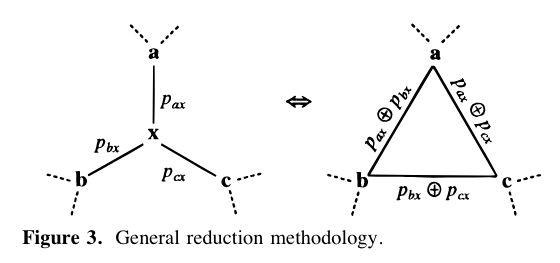 a
p_ax
x
p_bx
p_cx
b
c
⇔
a
p_ax ⊕ p_bx
p_ax ⊕ p_cx
b
c
p_bx ⊕ p_cx
Figure 3. General reduction methodology.